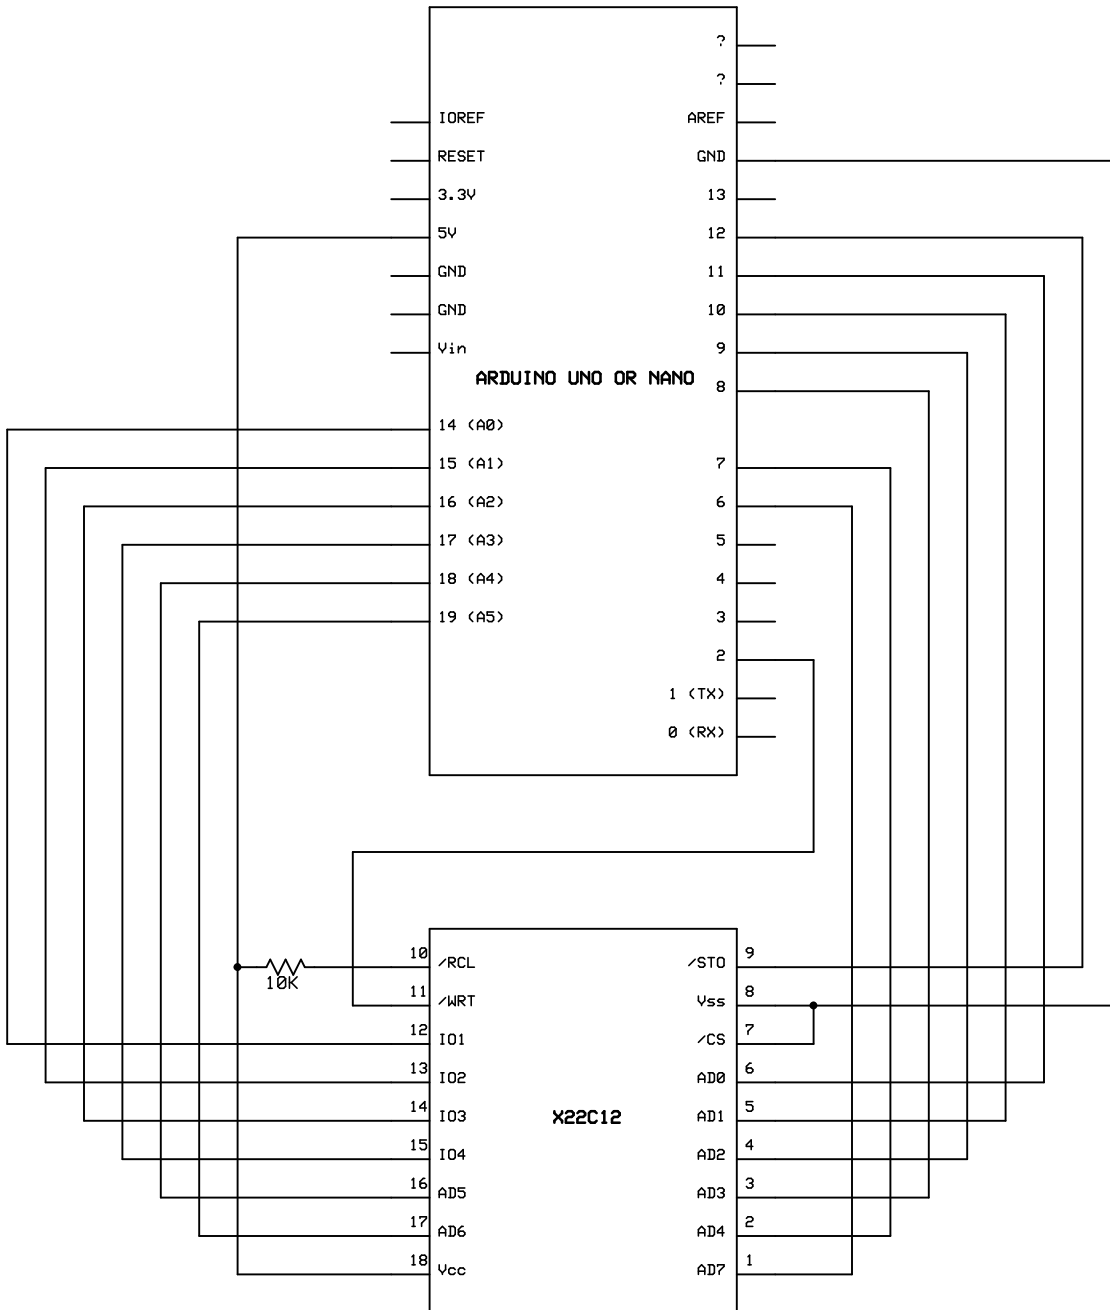 ?
?
IOREF
AREF
RESET
GND
3.3V
13
5V
12
GND
11
GND
10
Vin
9
ARDUINO UNO OR NANO
8
14 (A0)
15 (A1)
7
16 (A2)
6
17 (A3)
5
18 (A4)
4
19 (A5)
3
2
1 (TX)
0 (RX)
10
/RCL
/STO
9
10K
11
/WRT
Vss
8
12
IO1
/CS
7
13
IO2
AD0
6
14
IO3
X22C12
AD1
5
15
IO4
AD2
4
16
AD5
AD3
3
17
AD6
AD4
2
18
Vcc
AD7
1